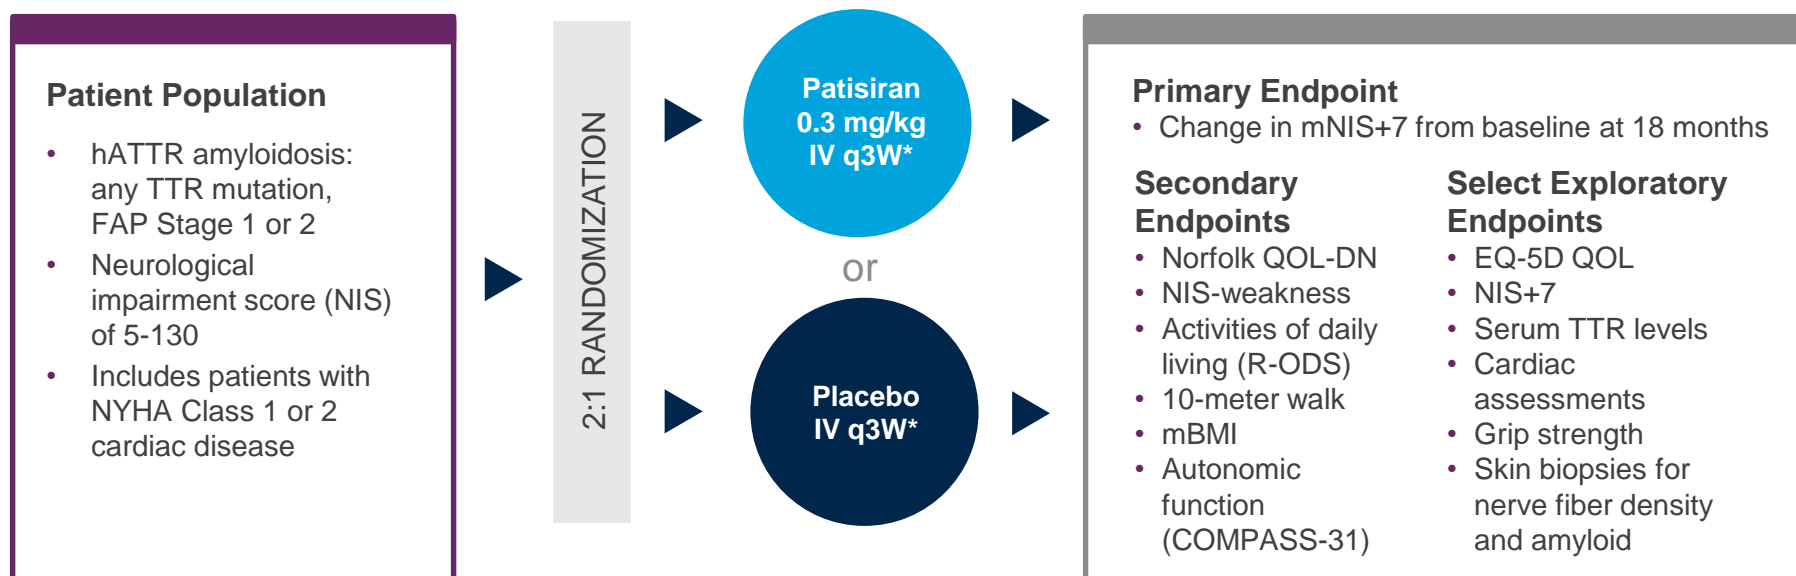 Patient Population
• hATTR amyloidosis:
any TTR mutation,
FAP Stage 1 or 2
• Neurological
impairment score (NIS)
of 5-130
• Includes patients with
NYHA Class 1 or 2
cardiac disease
2:1 RANDOMIZATION
Patisiran
0.3 mg/kg
IV q3W*
or
Placebo
IV q3W*
Primary Endpoint
• Change in mNIS+7 from baseline at 18 months
Secondary
Endpoints
• Norfolk QOL-DN
• NIS-weakness
• Activities of daily
living (R-ODS)
• 10-meter walk
• mBMI
• Autonomic
function
(COMPASS-31)
Select Exploratory
Endpoints
• EQ-5D QOL
• NIS+7
• Serum TTR levels
• Cardiac
assessments
• Grip strength
• Skin biopsies for
nerve fiber density
and amyloid